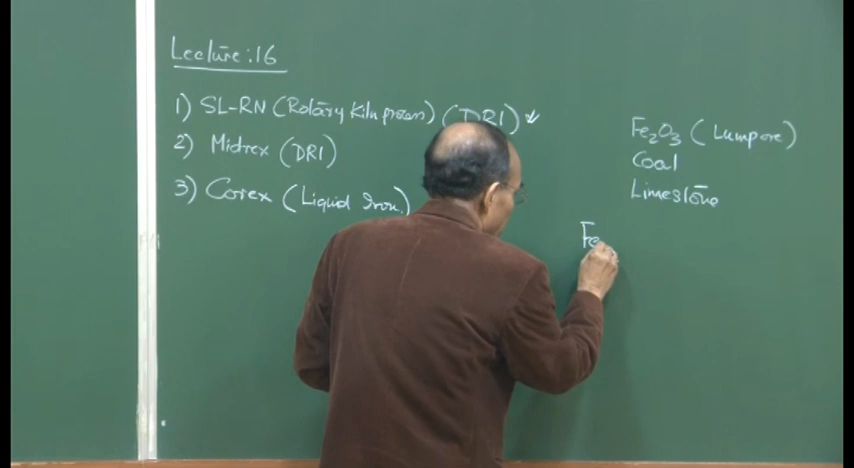 Lecture:16
1) SL-RN (Rotary Kiln process) (DRI)
2) Midrex (DRI)
3) Corex (Liquid Iron.)
Fe₂O₃ (Lump ore)
Coal
Limestone
Fe